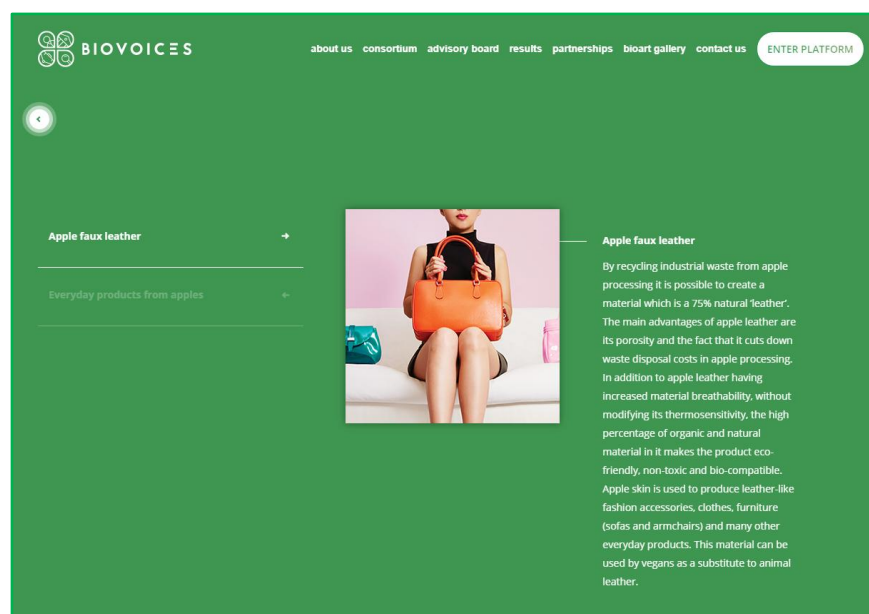 BIOVOICES
about us consortium advisory board results partnerships bioart gallery contact us ENTER PLATFORM
Apple faux leather
Everyday products from apples
Apple faux leather
By recycling industrial waste from apple
processing it is possible to create a
material which is a 75% natural ‘leather’.
The main advantages of apple leather are
its porosity and the fact that it cuts down
waste disposal costs in apple processing.
In addition to apple leather having
increased material breathability, without
modifying its thermosensitivity, the high
percentage of organic and natural
material in it makes the product eco-
friendly, non-toxic and bio-compatible.
Apple skin is used to produce leather-like
fashion accessories, clothes, furniture
(sofas and armchairs) and many other
everyday products. This material can be
used by vegans as a substitute to animal
leather.